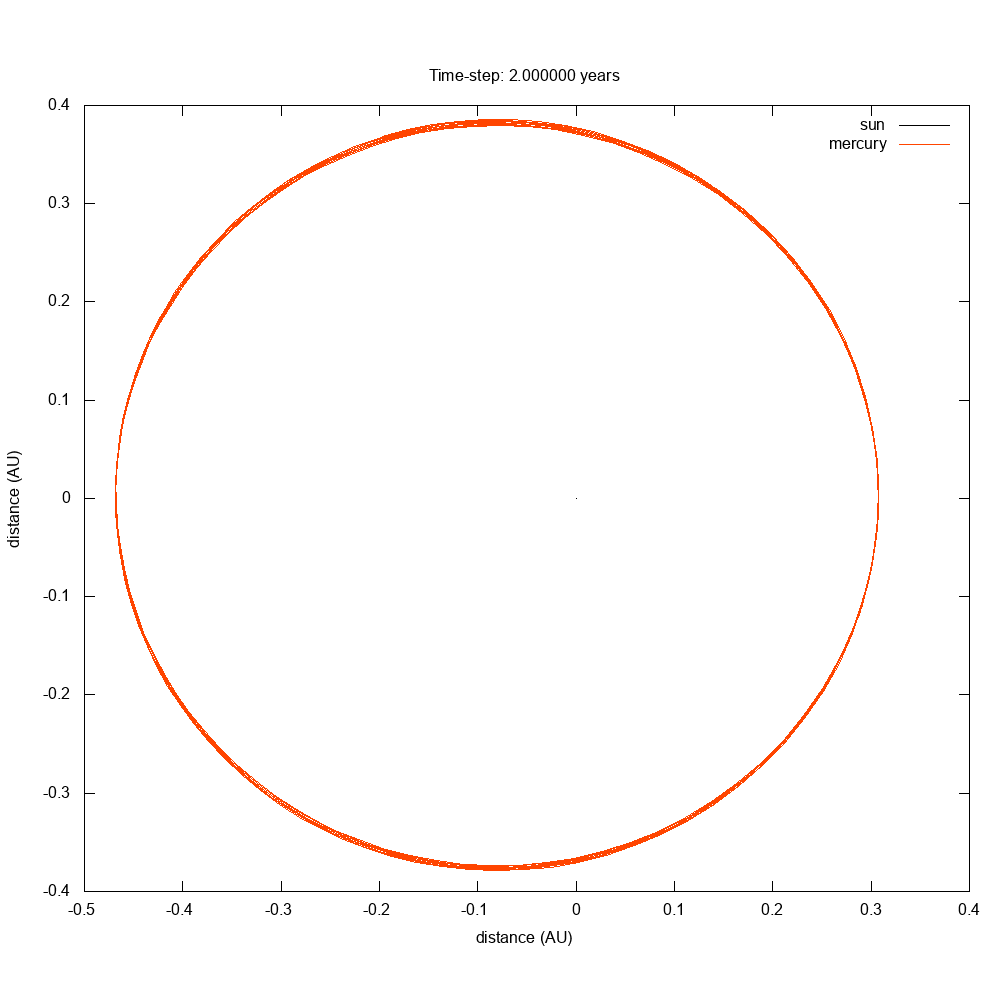 Time-step: 2.000000 years
sun
mercury
0.4
0.3
0.2
0.1
0
-0.1
-0.2
-0.3
-0.4
distance (AU)
-0.5 -0.4 -0.3 -0.2 -0.1 0 0.1 0.2 0.3 0.4
distance (AU)